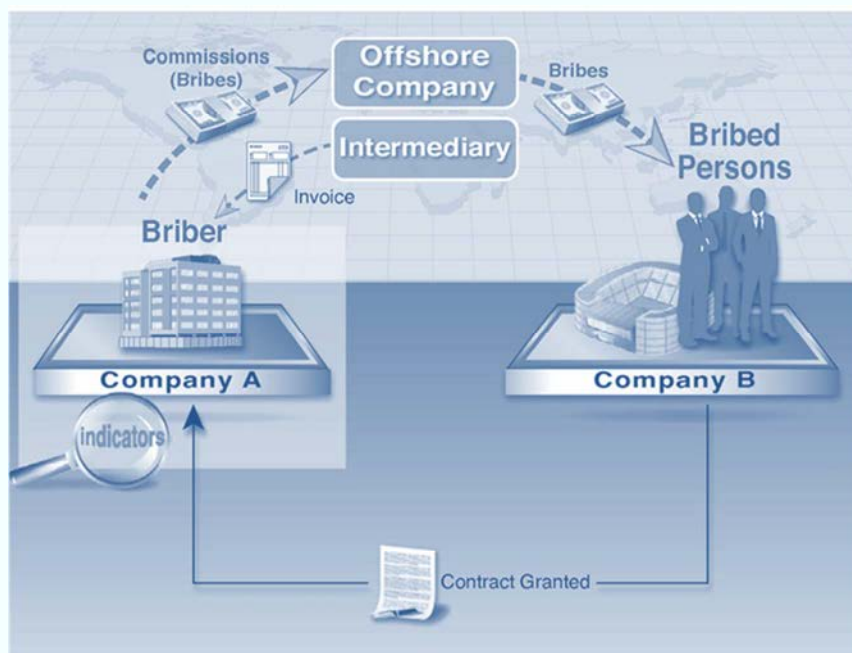 Commissions
(Bribes)
Offshore
Company
Bribes
Intermediary
Bribed
Persons
Invoice
Briber
Company A
Company B
indicators
Contract Granted